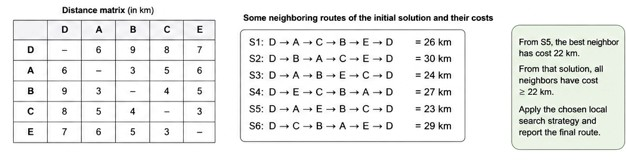 Distance matrix (in km)
D A B C E
D – 6 9 8 7
A 6 – 3 5 6
B 9 3 – 4 5
C 8 5 4 – 3
E 7 6 5 3 –
Some neighboring routes of the initial solution and their costs
S1: D → A → C → B → E → D = 26 km
S2: D → B → A → C → E → D = 30 km
S3: D → A → B → E → C → D = 24 km
S4: D → E → C → B → A → D = 27 km
S5: D → A → E → B → C → D = 23 km
S6: D → C → B → A → E → D = 29 km
From S5, the best neighbor
has cost 22 km.
From that solution, all
neighbors have cost
≥ 22 km.
Apply the chosen local
search strategy and
report the final route.